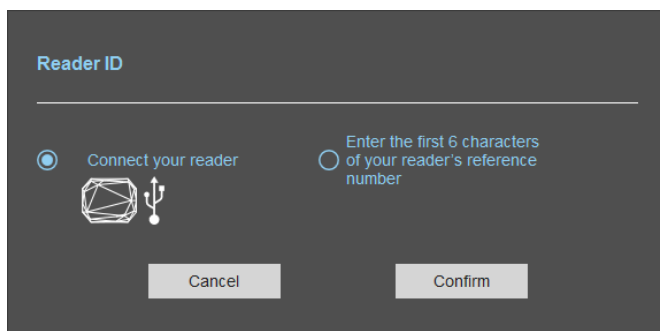 Reader ID
Connect your reader
Enter the first 6 characters
of your reader's reference
number
Cancel
Confirm